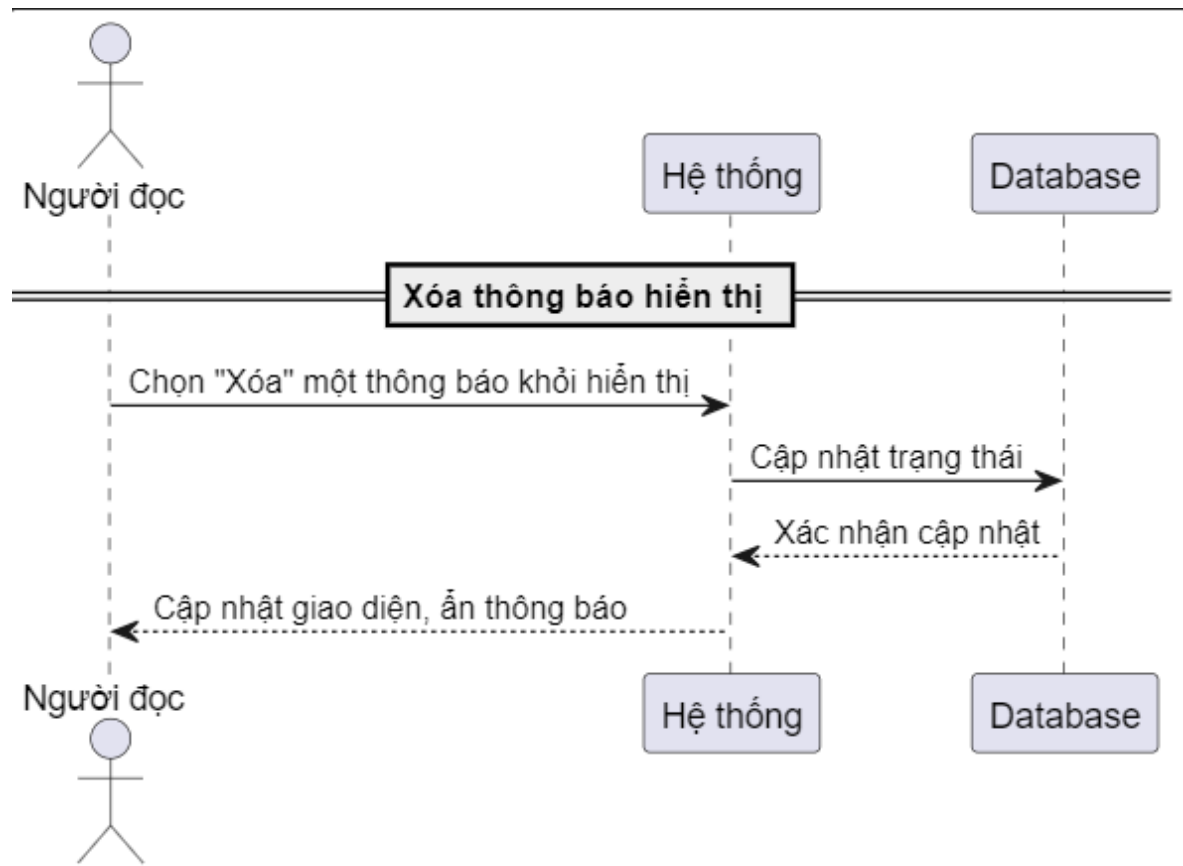 Người đọc
Hệ thống
Database
Xóa thông báo hiển thị
Chọn "Xóa" một thông báo khỏi hiển thị
Cập nhật trạng thái
Xác nhận cập nhật
Cập nhật giao diện, ẩn thông báo
Người đọc
Hệ thống
Database